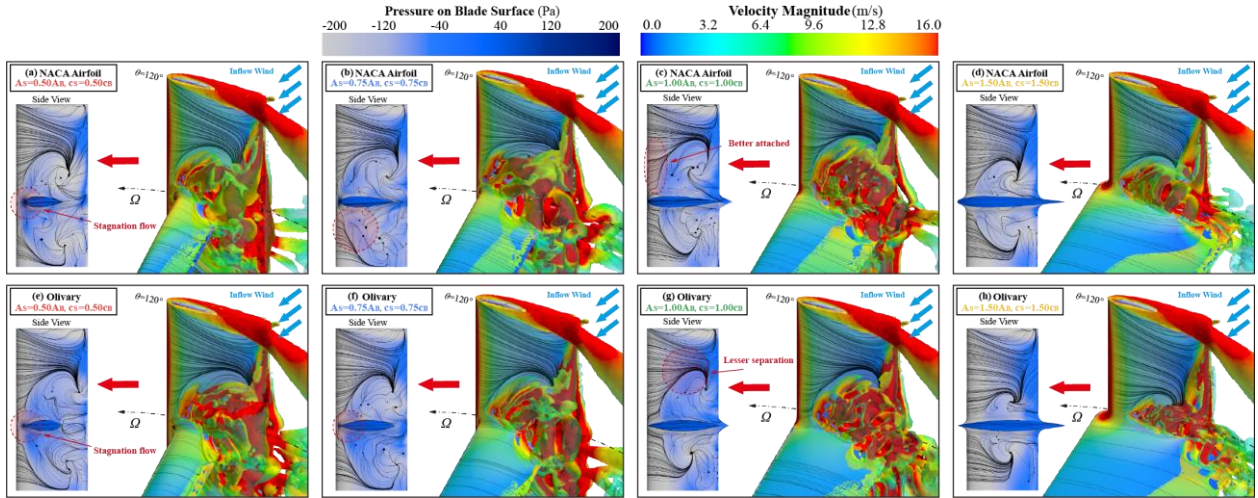 Pressure on Blade Surface (Pa)
-200 -120 -40 40 120 200
Velocity Magnitude (m/s)
0.0 3.2 6.4 9.6 12.8 16.0
(a) NACA Airfoil
AS=0.50AB, cS=0.50cB
Side View
θ=120°
Inflow Wind
Ω
Stagnation flow
(b) NACA Airfoil
AS=0.75AB, cS=0.75cB
Side View
θ=120°
Inflow Wind
Ω
(c) NACA Airfoil
AS=1.00AB, cS=1.00cB
Side View
θ=120°
Inflow Wind
Better attached
Ω
(d) NACA Airfoil
AS=1.50AB, cS=1.50cB
Side View
θ=120°
Inflow Wind
Ω
(e) Olivary
AS=0.50AB, cS=0.50cB
Side View
θ=120°
Inflow Wind
Ω
Stagnation flow
(f) Olivary
AS=0.75AB, cS=0.75cB
Side View
θ=120°
Inflow Wind
Ω
(g) Olivary
AS=1.00AB, cS=1.00cB
Side View
θ=120°
Inflow Wind
Lesser separation
Ω
(h) Olivary
AS=1.50AB, cS=1.50cB
Side View
θ=120°
Inflow Wind
Ω